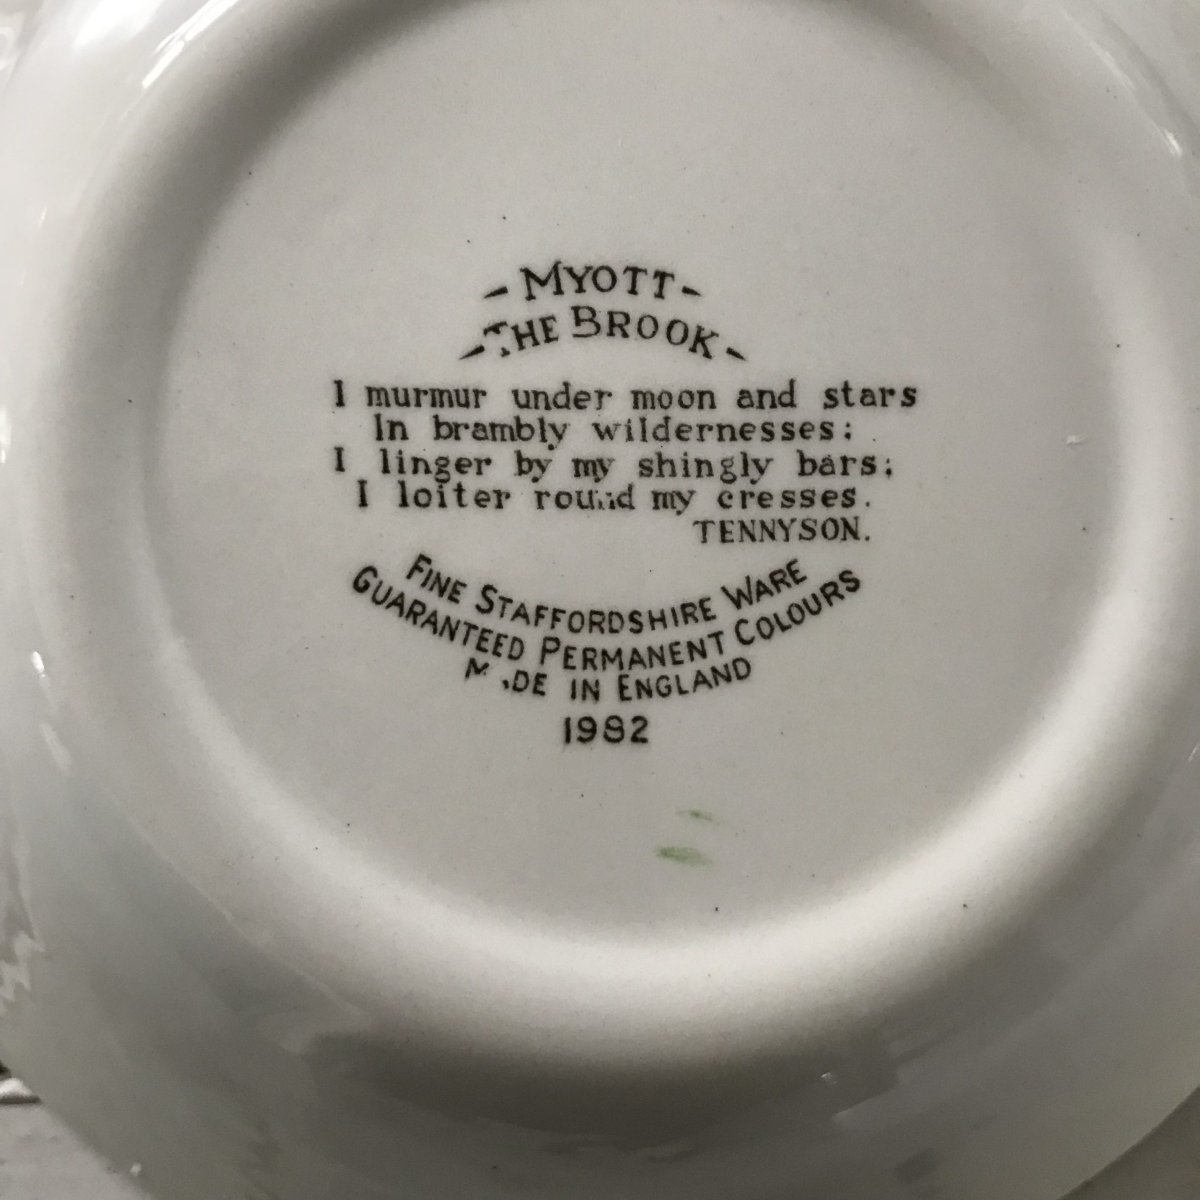 - MYOTT -
- THE BROOK -
I murmur under moon and stars
In brambly wildernesses;
I linger by my shingly bars;
I loiter round my cresses.
TENNYSON.
FINE STAFFORDSHIRE WARE
GUARANTEED PERMANENT COLOURS
MADE IN ENGLAND
1982